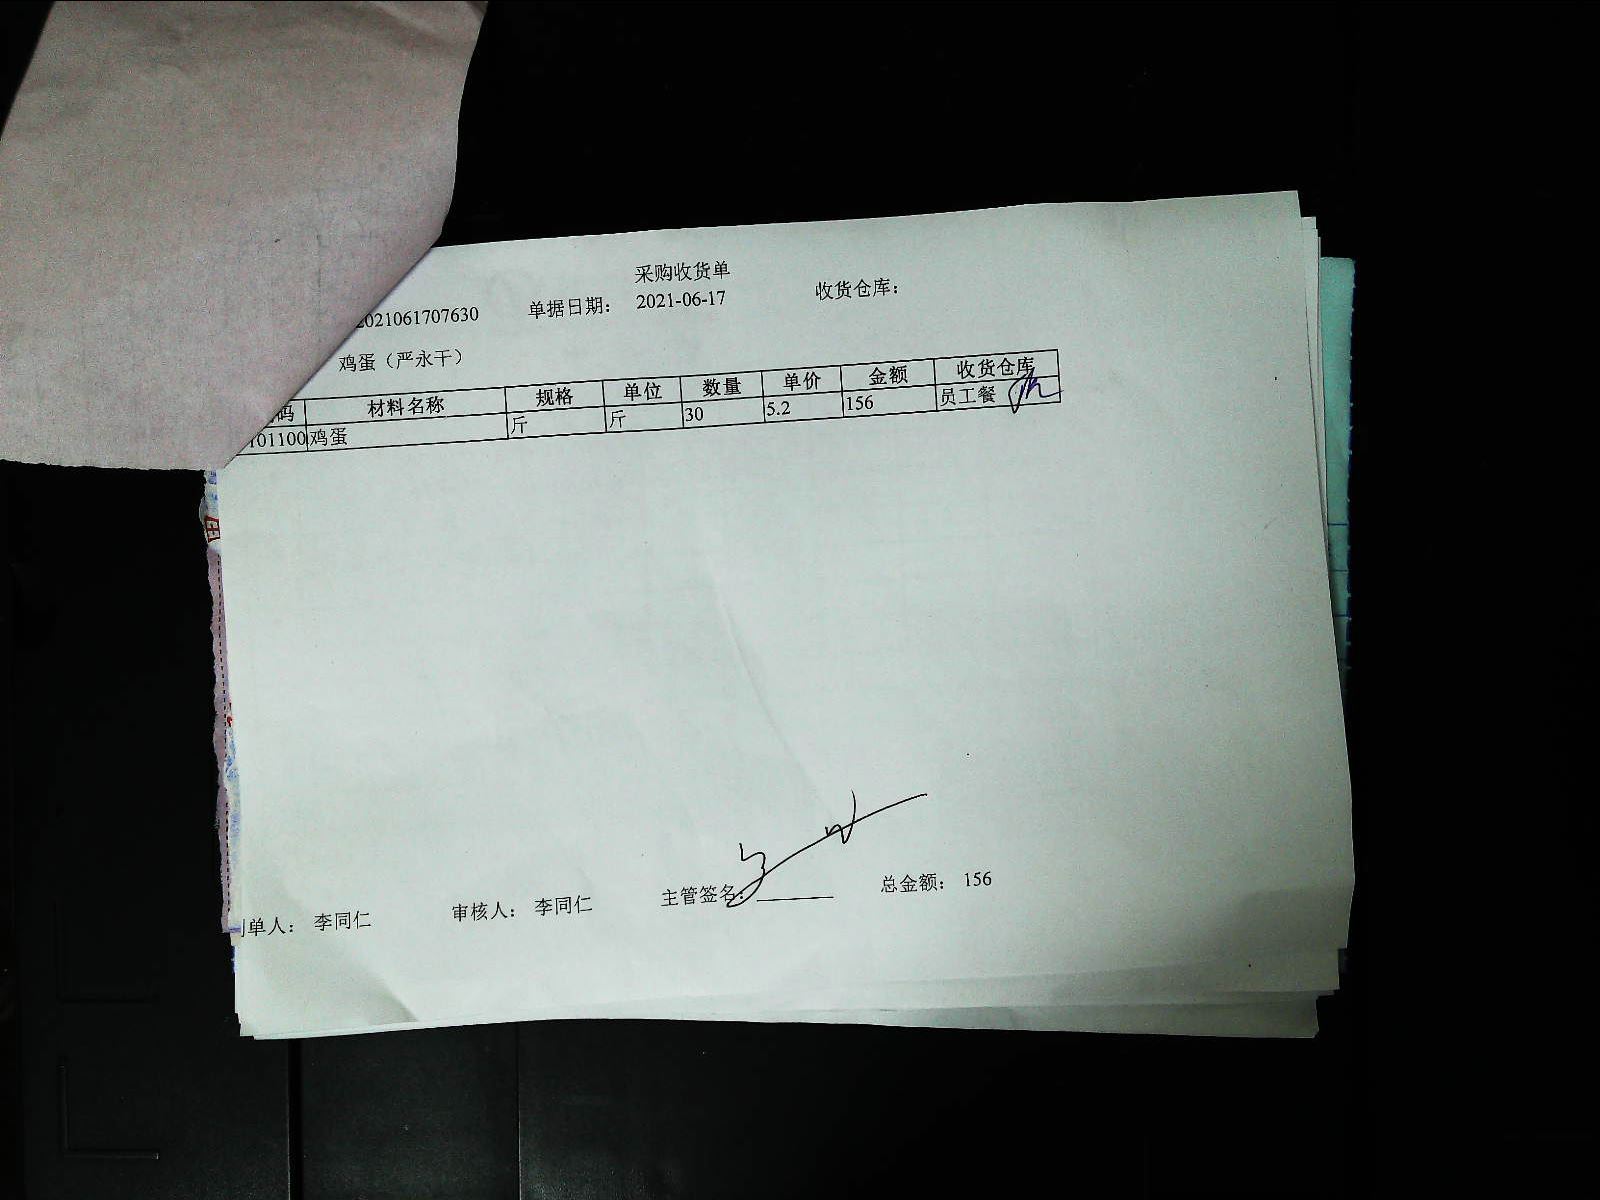 采购收货单
2021061707630 单据日期: 2021-06-17 收货仓库:
鸡蛋（严永干）
码 材料名称 规格 单位 数量 单价 金额 收货仓库
101100 鸡蛋 斤 斤 30 5.2 156 员工餐
单人: 李同仁 审核人: 李同仁 主管签名: 总金额: 156